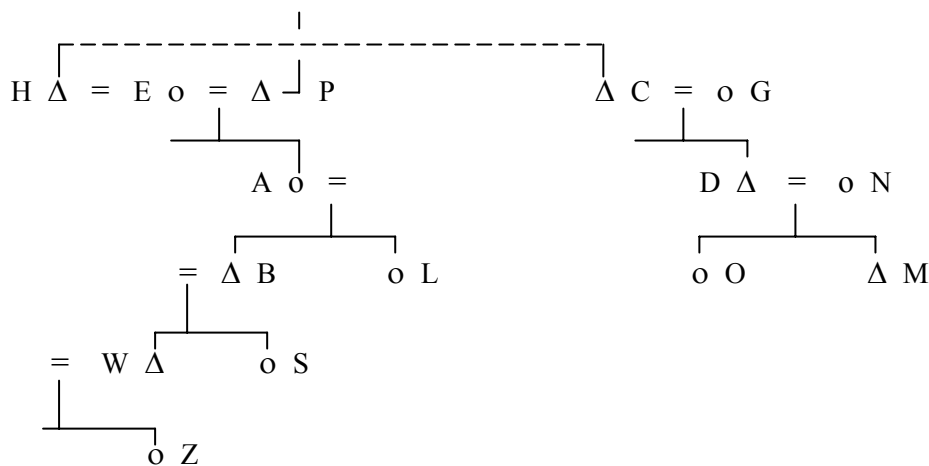 H Δ = E o = Δ P Δ C = o G
A o = D Δ = o N
= Δ B o L o O Δ M
= W Δ o S
o Z